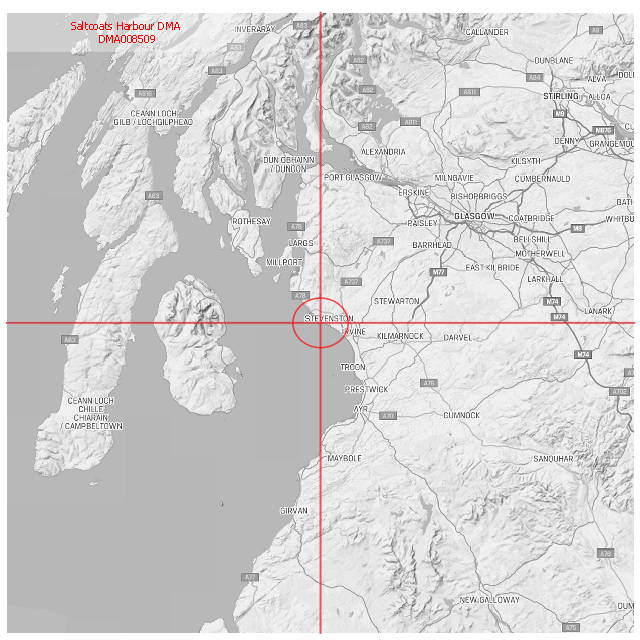 Saltcoats Harbour DMA
DMA008509
INVERARAY
A83
CALLANDER
A9
A83
A82
DUNBLANE
A83
A84
ALVA
A82
A816
A811
STIRLING
ALLOA
CEANN LOCH
GILB / LOCHGILPHEAD
A82
A811
M9
M876
DENNY
GRANGEMOU
ALEXANDRIA
DUN OBHAINN
/ DUNOON
KILSYTH
PORT GLASGOW
MILNGAVIE
CUMBERNAULD
A83
ERSKINE
BISHOPBRIGGS
BATH
ROTHESAY
A78
PAISLEY
GLASGOW
COATBRIDGE
WHITBU
M8
LARGS
A737
BARRHEAD
BELLSHILL
MOTHERWELL
MILLPORT
M77
EAST KILBRIDE
LARKHALL
A737
A78
STEWARTON
M74
LANARK
STEVENSTON
M74
IRVINE
A83
KILMARNOCK
DARVEL
M74
TROON
A76
PRESTWICK
A702
CEANN LOCH
CHILLE
CHIARAIN
/ CAMPBELTOWN
AYR
A70
CUMNOCK
MAYBOLE
SANQUHAR
GIRVAN
A76
A77
NEW GALLOWAY
DUM
A75